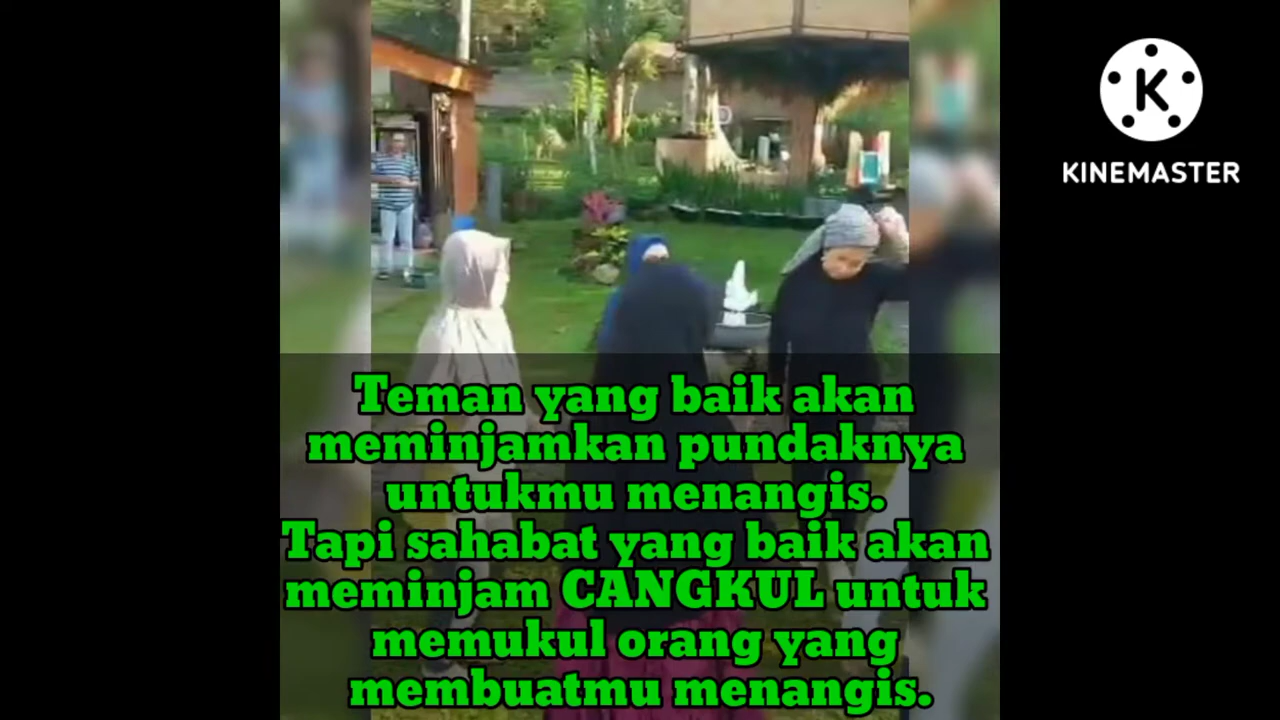 K
KINEMASTER
Teman yang baik akan
meminjamkan pundaknya
untukmu menangis.
Tapi sahabat yang baik akan
meminjam CANGKUL untuk
memukul orang yang
membuatmu menangis.